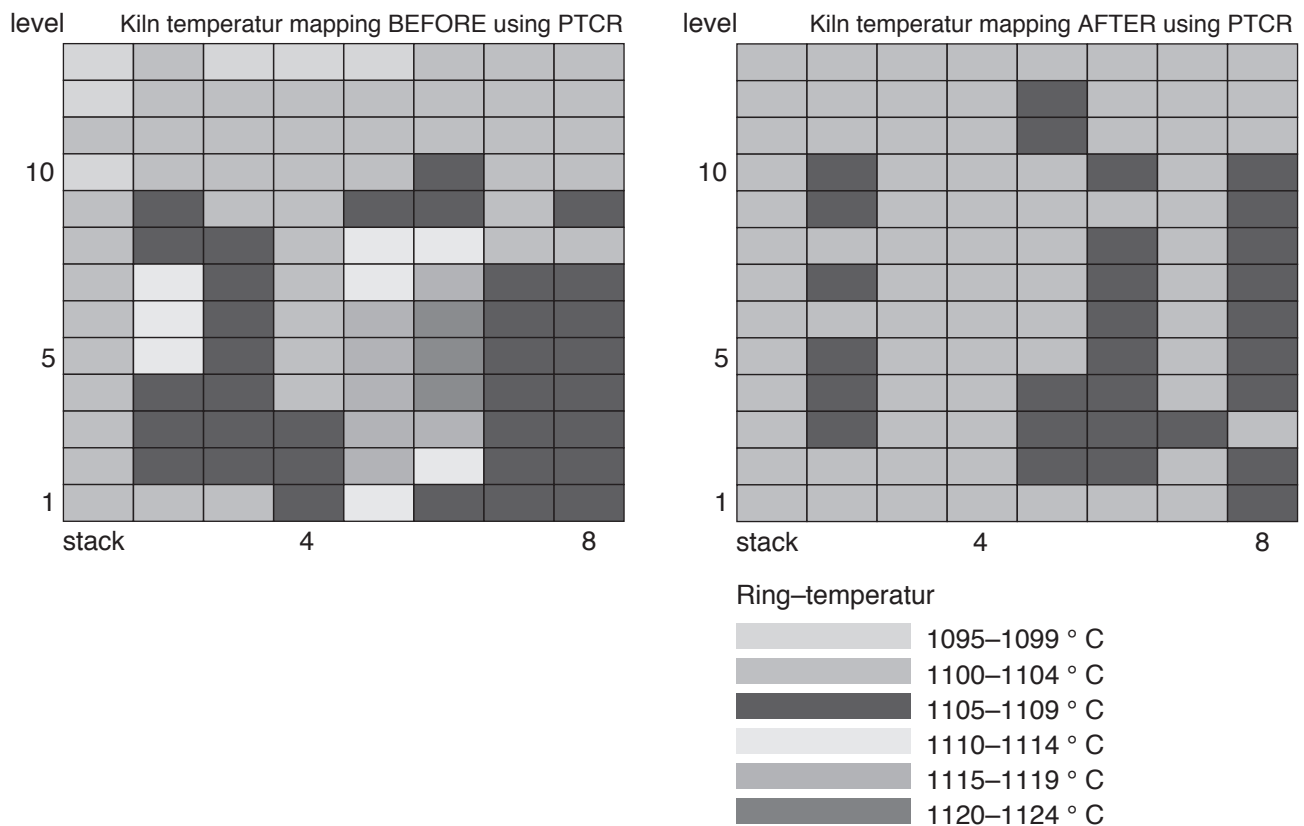 level Kiln temperatur mapping BEFORE using PTCR
10
5
1
stack 4 8
level Kiln temperatur mapping AFTER using PTCR
10
5
1
stack 4 8
Ring–temperatur
1095–1099 ° C
1100–1104 ° C
1105–1109 ° C
1110–1114 ° C
1115–1119 ° C
1120–1124 ° C